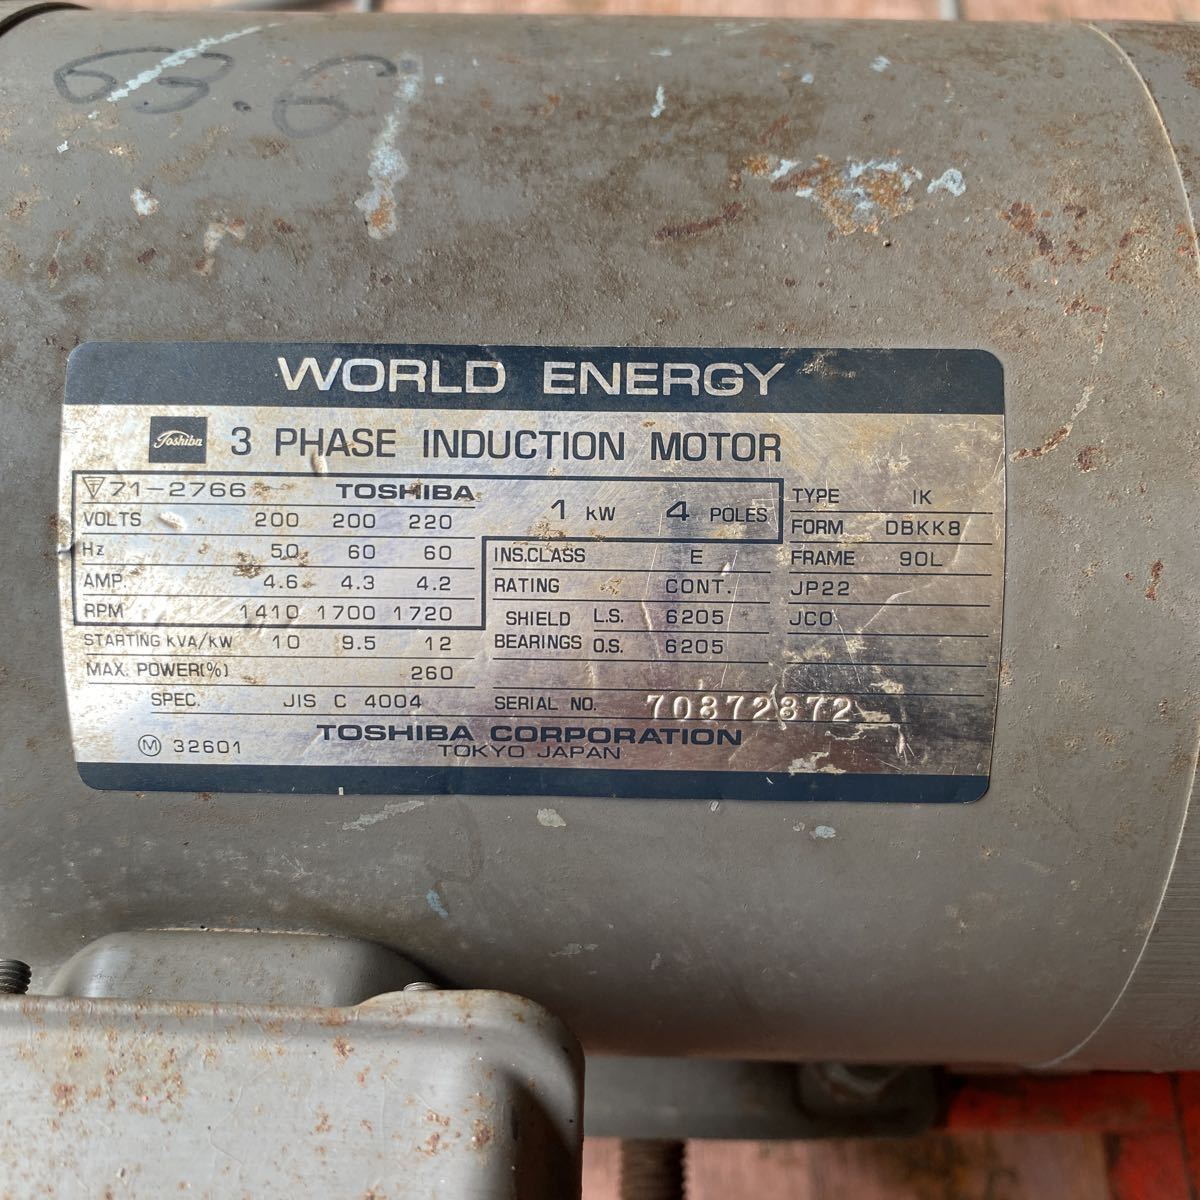 63.6
WORLD ENERGY
Toshiba 3 PHASE INDUCTION MOTOR
71-2766 TOSHIBA
1 kW 4 POLES
VOLTS 200 200 220
Hz 50 60 60
AMP. 4.6 4.3 4.2
RPM 1410 1700 1720
STARTING kVA/kW 10 9.5 12
MAX. POWER(%) 260
SPEC. JIS C 4004
INS.CLASS E
RATING CONT.
SHIELD BEARINGS L.S. 6205
O.S. 6205
SERIAL NO. 70872872
TYPE IK
FORM DBKK8
FRAME 90L
JP22
JC0
TOSHIBA CORPORATION
TOKYO JAPAN
M 32601